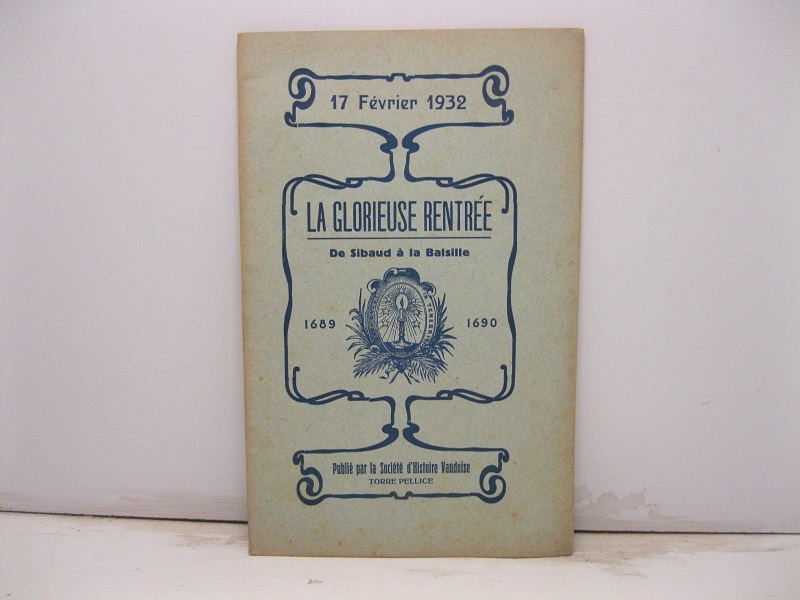 17 Février 1932
LA GLORIEUSE RENTRÉE
De Sibaud à la Balsille
1689
1690
TENEBRIS
Publié par la Société d'Histoire Vaudoise
TORRE PELLICE